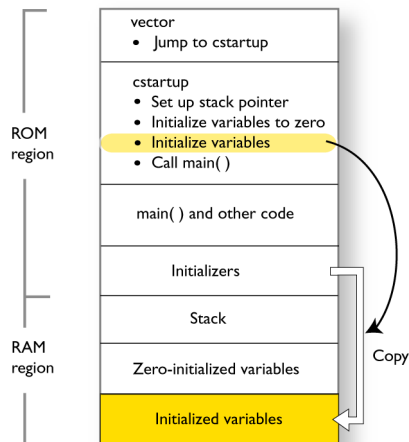 vector
• Jump to cstartup
cstartup
• Set up stack pointer
• Initialize variables to zero
• Initialize variables
• Call main( )
ROM
region
main( ) and other code
Initializers
Stack
RAM
region
Copy
Zero-initialized variables
Initialized variables